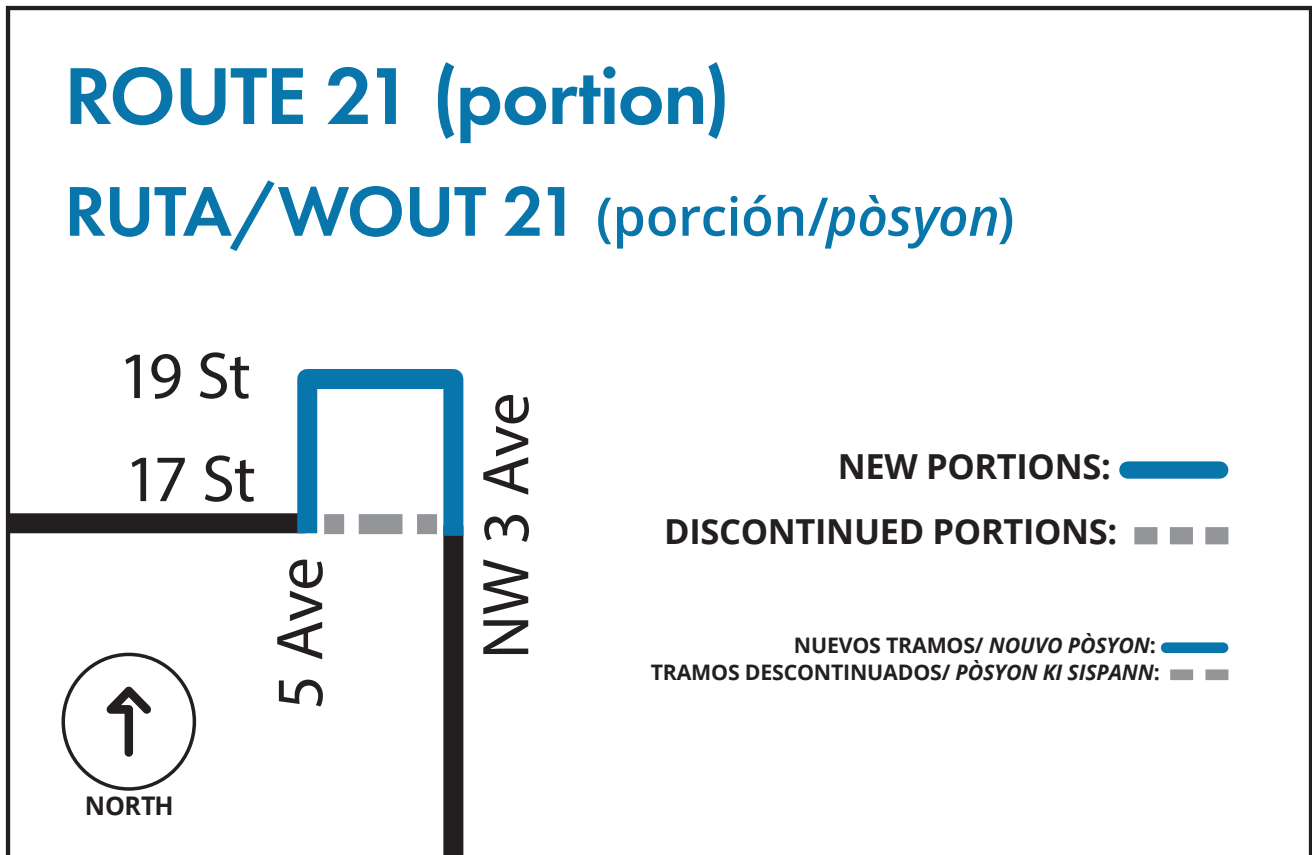 ROUTE 21 (portion)
RUTA/WOUT 21 (porción/pòsyon)
19 St
17 St
5 Ave
NW 3 Ave
NEW PORTIONS:
DISCONTINUED PORTIONS:
NUEVOS TRAMOS/ NOUVO PÒSYON:
TRAMOS DESCONTINUADOS/ PÒSYON KI SISPANN:
NORTH